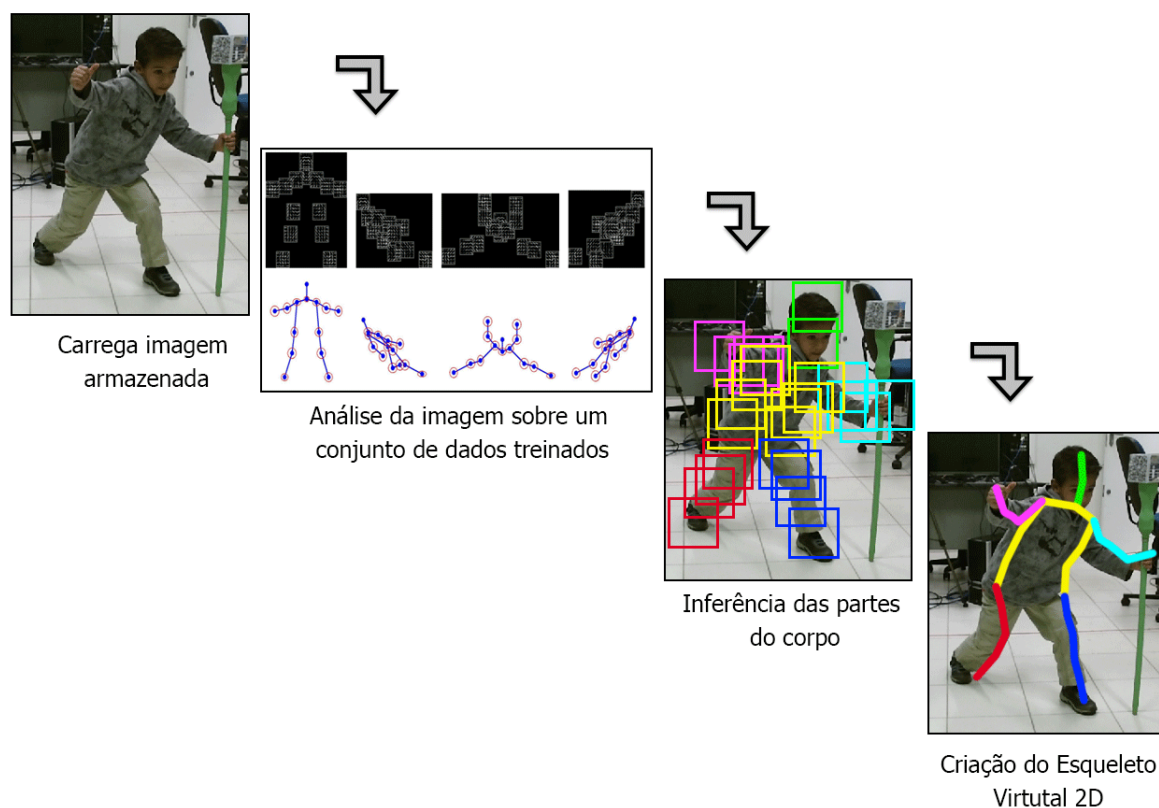 Carrega imagem
armazenada
Análise da imagem sobre um
conjunto de dados treinados
Inferência das partes
do corpo
Criação do Esqueleto
Virtutal 2D